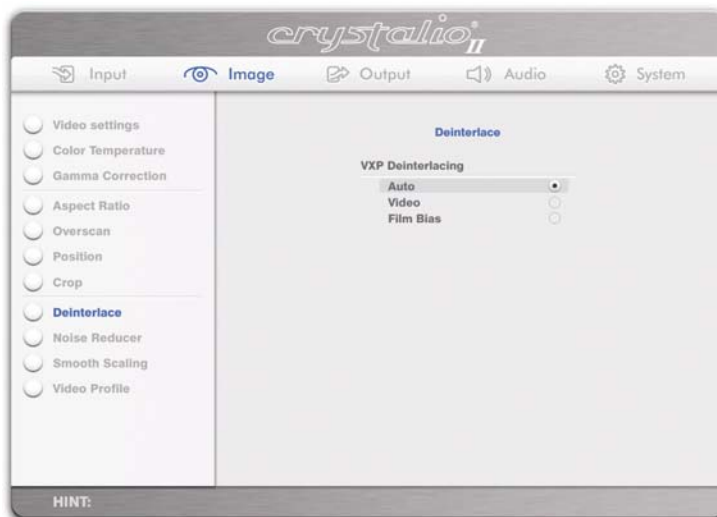 crystalio® II
Input Image Output Audio System
Video settings
Color Temperature
Gamma Correction
Aspect Ratio
Overscan
Position
Crop
Deinterlace
Noise Reducer
Smooth Scaling
Video Profile
Deinterlace
VXP Deinterlacing
Auto
Video
Film Bias
HINT: